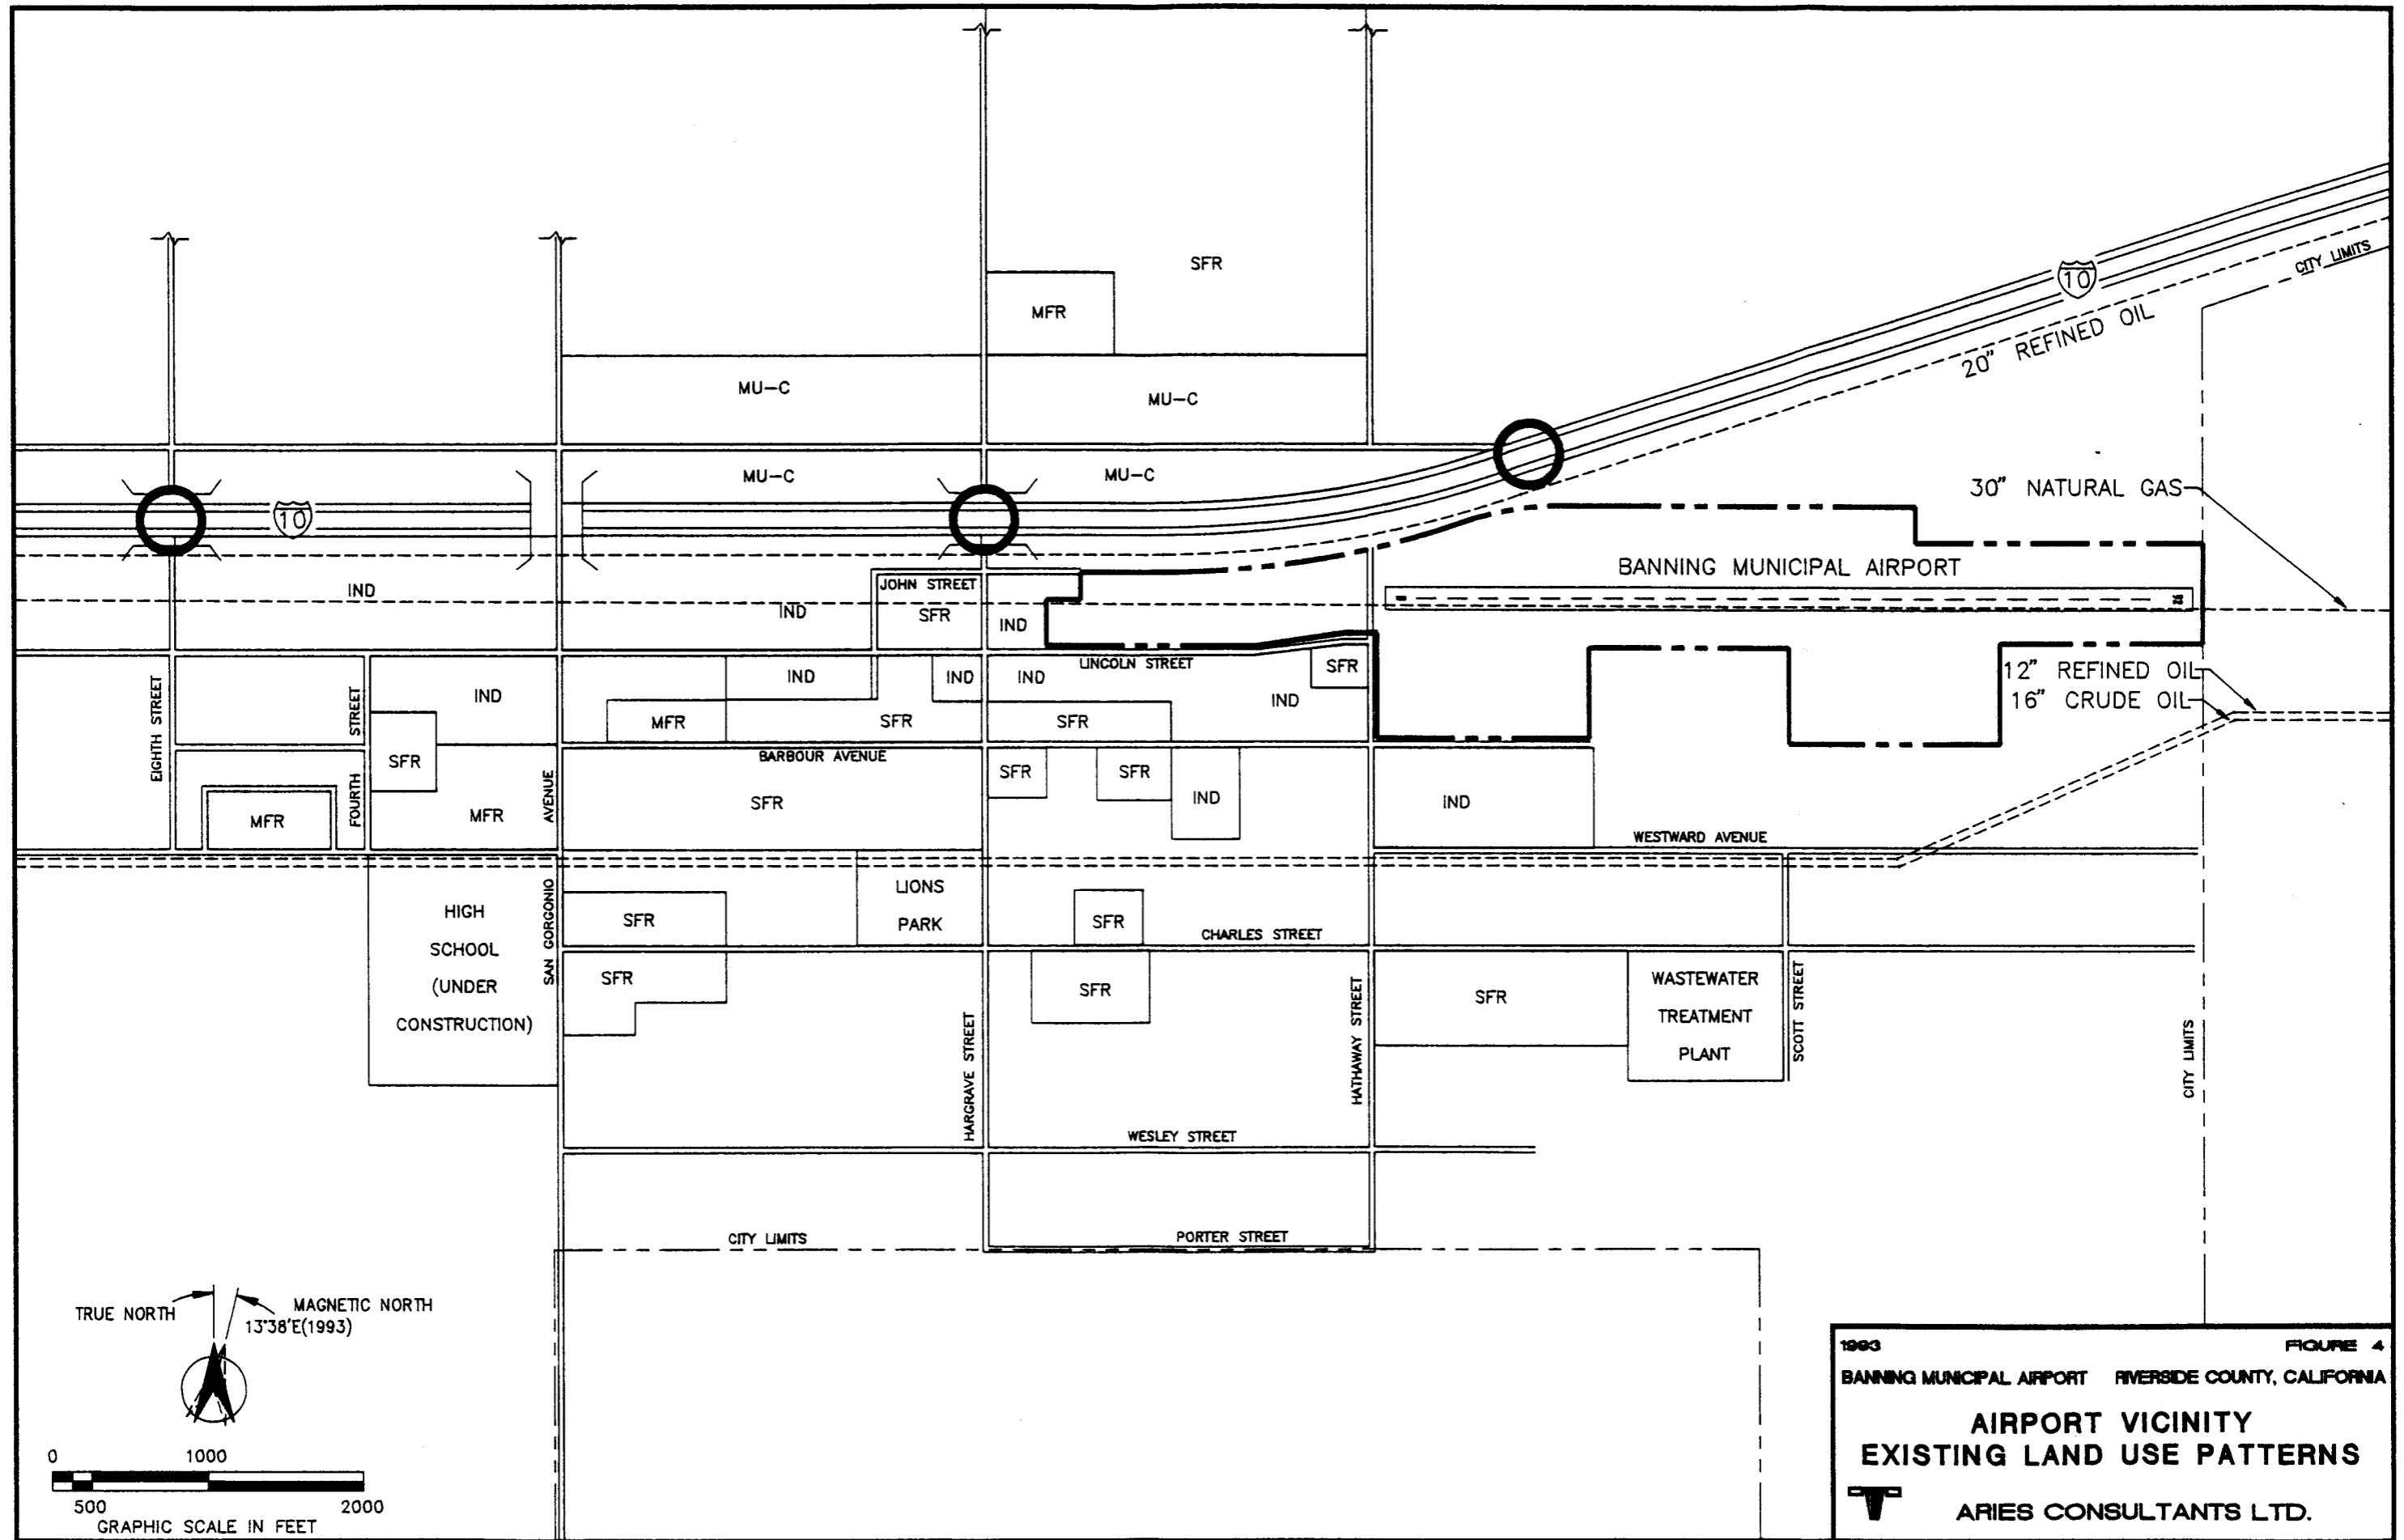 SFR
MFR
10
CITY LIMITS
20" REFINED OIL
MU-C
MU-C
MU-C
MU-C
10
30" NATURAL GAS
BANNING MUNICIPAL AIRPORT
26
JOHN STREET
IND
IND
SFR
IND
LINCOLN STREET
SFR
12" REFINED OIL
16" CRUDE OIL
EIGHTH STREET
FOURTH STREET
IND
IND
IND
IND
IND
MFR
SFR
SFR
BARBOUR AVENUE
SFR
MFR
MFR
SAN GORGONIO AVENUE
SFR
SFR
SFR
IND
IND
WESTWARD AVENUE
HIGH
SCHOOL
(UNDER
CONSTRUCTION)
SFR
LIONS
PARK
SFR
CHARLES STREET
SFR
SFR
SFR
WASTEWATER
TREATMENT
PLANT
HARGRAVE STREET
HATHAWAY STREET
SCOTT STREET
CITY LIMITS
WESLEY STREET
CITY LIMITS
PORTER STREET
TRUE NORTH
MAGNETIC NORTH
13°38'E(1993)
0 1000
500 2000
GRAPHIC SCALE IN FEET
1993 FIGURE 4
BANNING MUNICIPAL AIRPORT RIVERSIDE COUNTY, CALIFORNIA
AIRPORT VICINITY
EXISTING LAND USE PATTERNS
ARIES CONSULTANTS LTD.